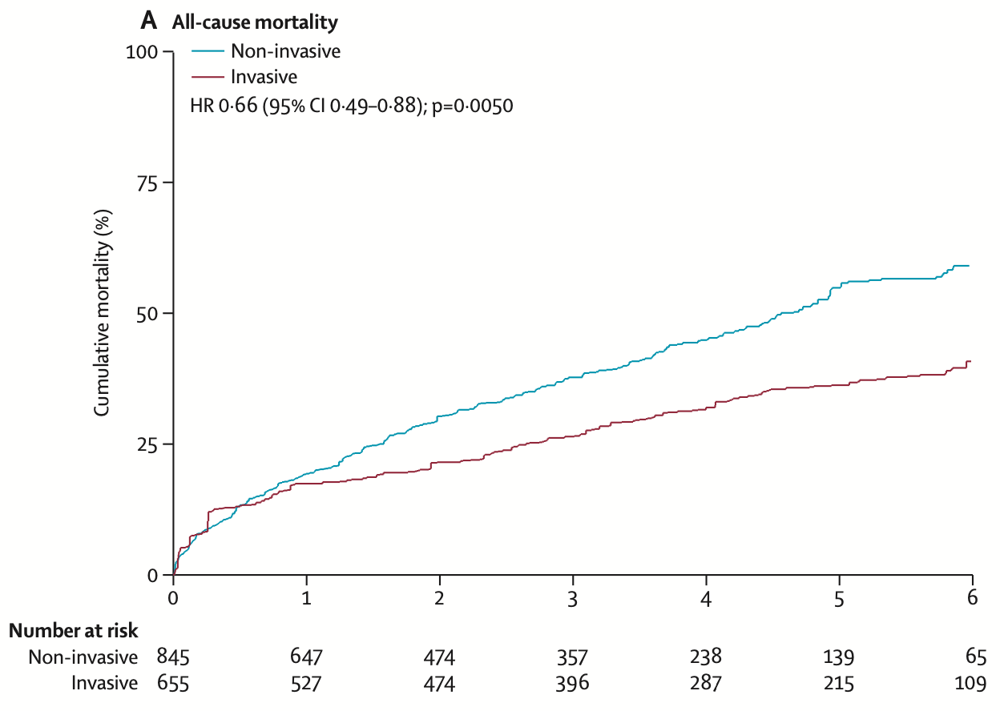 A All-cause mortality
Non-invasive
Invasive
HR 0·66 (95% CI 0·49–0·88); p=0·0050
100
75
50
25
0
Cumulative mortality (%)
0 1 2 3 4 5 6
Number at risk
Non-invasive 845 647 474 357 238 139 65
Invasive 655 527 474 396 287 215 109